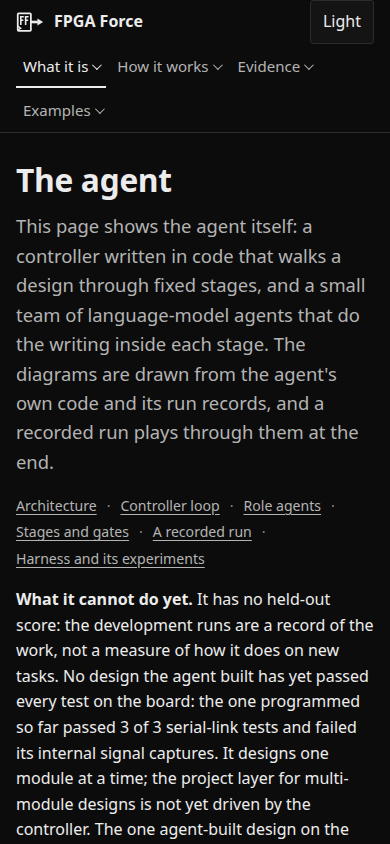 FPGA Force
Light
What it is
How it works
Evidence
Examples
The agent
This page shows the agent itself: a
controller written in code that walks a
design through fixed stages, and a small
team of language-model agents that do
the writing inside each stage. The
diagrams are drawn from the agent's
own code and its run records, and a
recorded run plays through them at the
end.
Architecture · Controller loop · Role agents ·
Stages and gates · A recorded run ·
Harness and its experiments
What it cannot do yet. It has no held-out
score: the development runs are a record of the
work, not a measure of how it does on new
tasks. No design the agent built has yet passed
every test on the board: the one programmed
so far passed 3 of 3 serial-link tests and failed
its internal signal captures. It designs one
module at a time; the project layer for multi-
module designs is not yet driven by the
controller. The one agent-built design on the